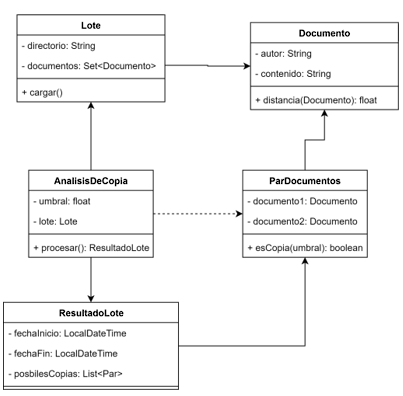 Lote
- directorio: String
- documentos: Set<Documento>
+ cargar()
Documento
- autor: String
- contenido: String
+ distancia(Documento): float
AnalisisDeCopia
- umbral: float
- lote: Lote
+ procesar(): ResultadoLote
ParDocumentos
- documento1: Documento
- documento2: Documento
+ esCopia(umbral): boolean
ResultadoLote
- fechaInicio: LocalDateTime
- fechaFin: LocalDateTime
- posbilesCopias: List<Par>